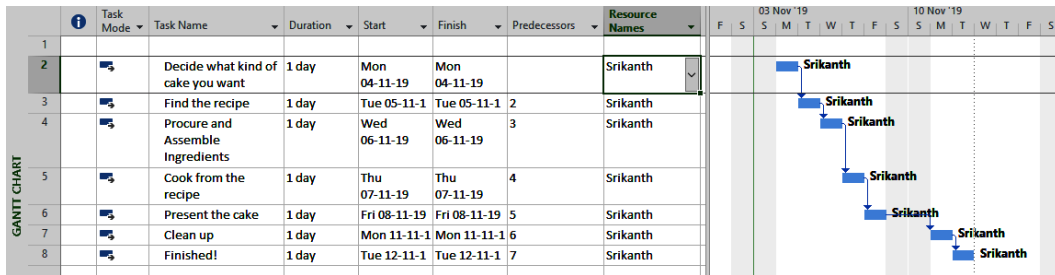 Task Mode Task Name Duration Start Finish Predecessors Resource Names
03 Nov '19 10 Nov '19
F S S M T W T F S S M T W T F S
1
2 Decide what kind of cake you want 1 day Mon 04-11-19 Mon 04-11-19 Srikanth Srikanth
3 Find the recipe 1 day Tue 05-11-1 Tue 05-11-1 2 Srikanth Srikanth
4 Procure and Assemble Ingredients 1 day Wed 06-11-19 Wed 06-11-19 3 Srikanth Srikanth
5 Cook from the recipe 1 day Thu 07-11-19 Thu 07-11-19 4 Srikanth Srikanth
6 Present the cake 1 day Fri 08-11-19 Fri 08-11-19 5 Srikanth Srikanth
7 Clean up 1 day Mon 11-11-1 Mon 11-11-1 6 Srikanth Srikanth
8 Finished! 1 day Tue 12-11-1 Tue 12-11-1 7 Srikanth Srikanth
GANTT CHART